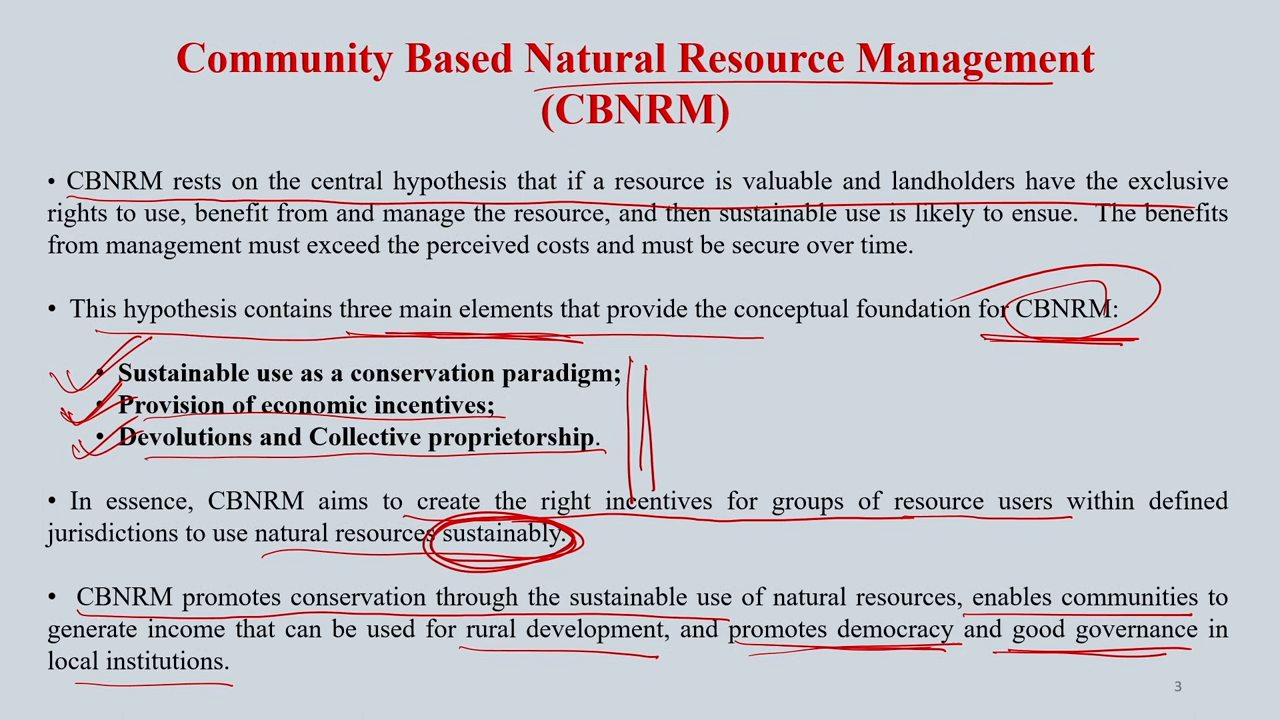 Community Based Natural Resource Management
(CBNRM)
• CBNRM rests on the central hypothesis that if a resource is valuable and landholders have the exclusive
rights to use, benefit from and manage the resource, and then sustainable use is likely to ensue. The benefits
from management must exceed the perceived costs and must be secure over time.
• This hypothesis contains three main elements that provide the conceptual foundation for CBNRM:
• Sustainable use as a conservation paradigm;
• Provision of economic incentives;
• Devolutions and Collective proprietorship.
• In essence, CBNRM aims to create the right incentives for groups of resource users within defined
jurisdictions to use natural resources sustainably.
• CBNRM promotes conservation through the sustainable use of natural resources, enables communities to
generate income that can be used for rural development, and promotes democracy and good governance in
local institutions.
3